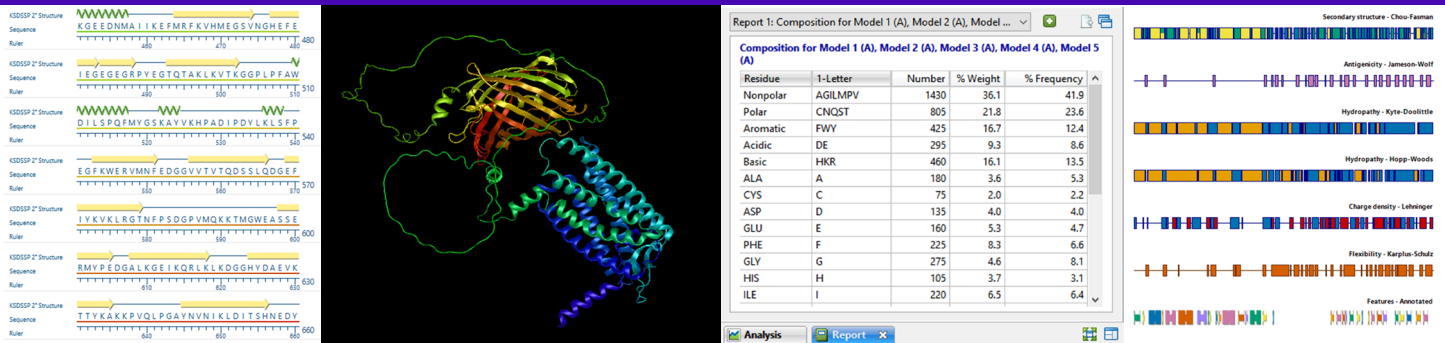 KSDSSP 2° Structure
Sequence K G E E D N M A I I K E F M R F K V H M E G S V N G H E F E
Ruler 460 470 480
KSDSSP 2° Structure
Sequence I E G E G E G R P Y E G T Q T A K L K V T K G G P L P F A W
Ruler 490 500 510
KSDSSP 2° Structure
Sequence D I L S P Q F M Y G S K A Y V K H P A D I P D Y L K L S F P
Ruler 520 530 540
KSDSSP 2° Structure
Sequence E G F K W E R V M N F E D G G V V T V T Q D S S L Q D G E F
Ruler 550 560 570
KSDSSP 2° Structure
Sequence I Y K V K L R G T N F P S D G P V M Q K K T M G W E A S S E
Ruler 580 590 600
KSDSSP 2° Structure
Sequence R M Y P E D G A L K G E I K Q R L K L K D G G H Y D A E V K
Ruler 610 620 630
KSDSSP 2° Structure
Sequence T T Y K A K K P V Q L P G A Y N V N I K L D I T S H N E D Y
Ruler 640 650 660
Report 1: Composition for Model 1 (A), Model 2 (A), Model ...
Composition for Model 1 (A), Model 2 (A), Model 3 (A), Model 4 (A), Model 5
(A)
Residue 1-Letter Number % Weight % Frequency
Nonpolar AGILMPV 1430 36.1 41.9
Polar CNQST 805 21.8 23.6
Aromatic FWY 425 16.7 12.4
Acidic DE 295 9.3 8.6
Basic HKR 460 16.1 13.5
ALA A 180 3.6 5.3
CYS C 75 2.0 2.2
ASP D 135 4.0 4.0
GLU E 160 5.3 4.7
PHE F 225 8.3 6.6
GLY G 275 4.6 8.1
HIS H 105 3.7 3.1
ILE I 220 6.5 6.4
Analysis Report
Secondary structure - Chou-Fasman
Antigenicity - Jameson-Wolf
Hydropathy - Kyte-Doolittle
Hydropathy - Hopp-Woods
Charge density - Lehninger
Flexibility - Karplus-Schulz
Features - Annotated